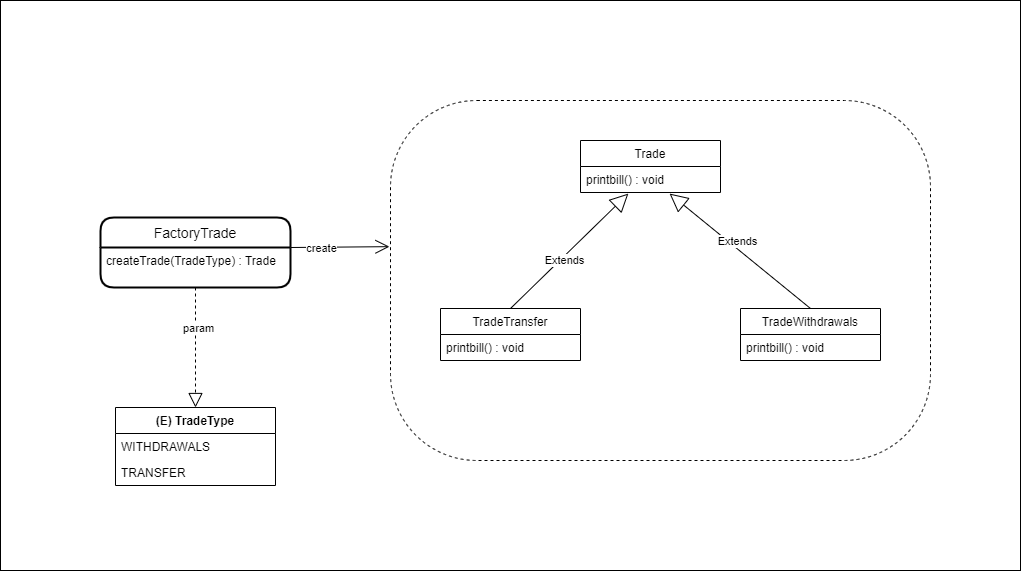 Trade
printbill() : void
FactoryTrade
createTrade(TradeType) : Trade
create
Extends
Extends
TradeTransfer
printbill() : void
TradeWithdrawals
printbill() : void
param
(E) TradeType
WITHDRAWALS
TRANSFER